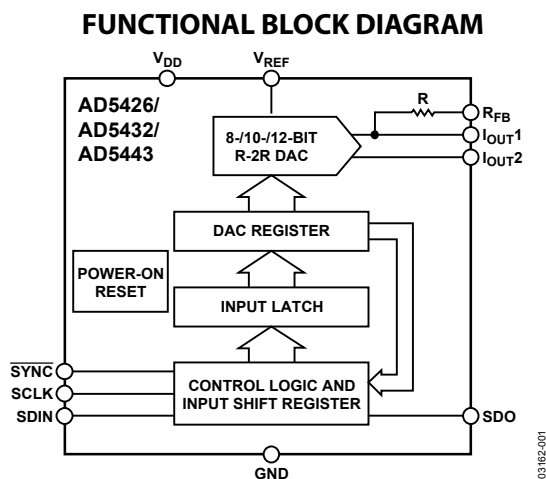 FUNCTIONAL BLOCK DIAGRAM
VDD
VREF
AD5426/
AD5432/
AD5443
8-/10-/12-BIT
R-2R DAC
R
RFB
IOUT1
IOUT2
DAC REGISTER
POWER-ON
RESET
INPUT LATCH
SYNC
SCLK
SDIN
CONTROL LOGIC AND
INPUT SHIFT REGISTER
SDO
GND
03162-001